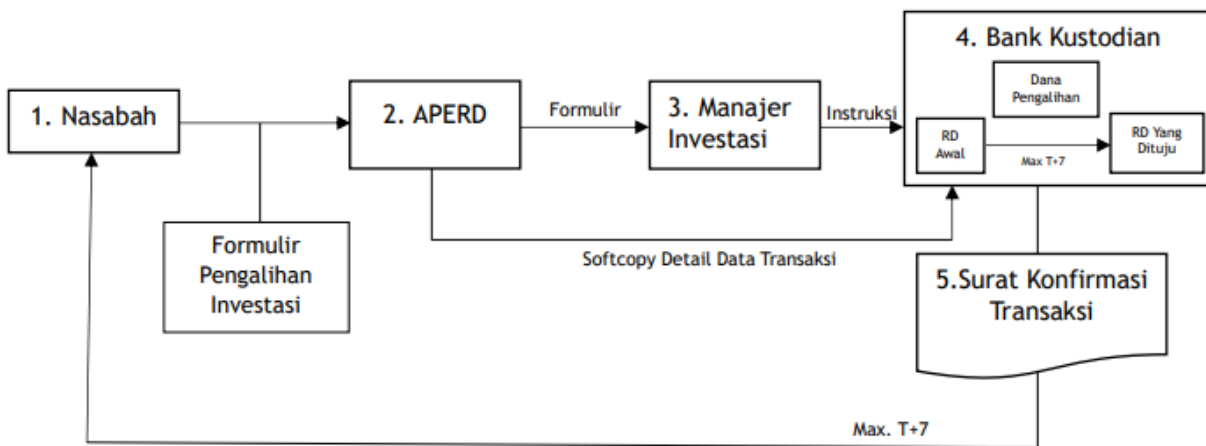 4. Bank Kustodian
Dana
Pengalihan
1. Nasabah
2. APERD
Formulir
3. Manajer
Investasi
Instruksi
RD
Awal
Max T+7
RD Yang
Dituju
Formulir
Pengalihan
Investasi
Softcopy Detail Data Transaksi
5.Surat Konfirmasi
Transaksi
Max. T+7